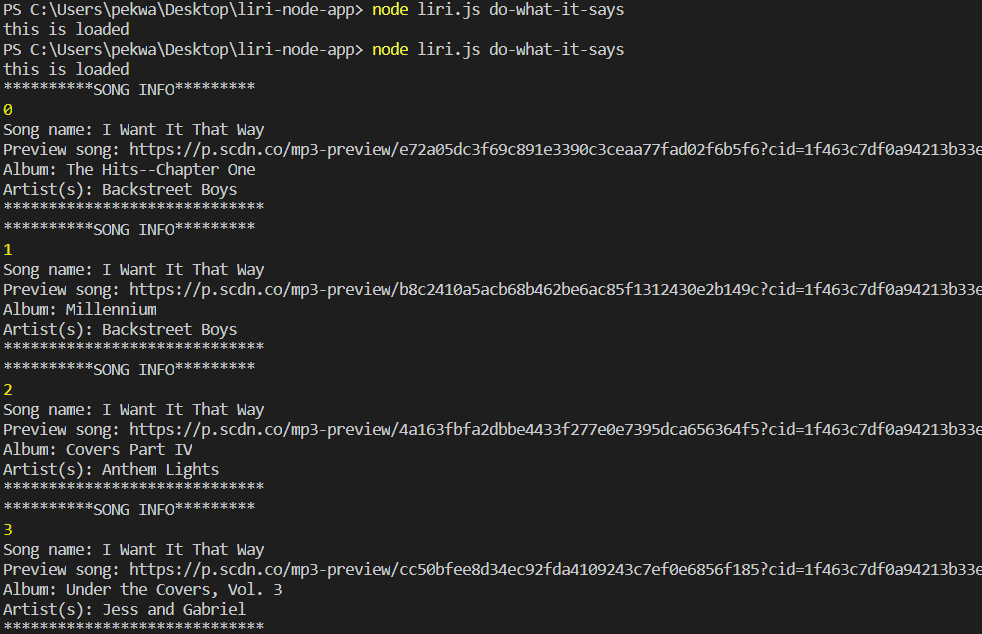 PS C:\Users\pekwa\Desktop\liri-node-app> node liri.js do-what-it-says
this is loaded
PS C:\Users\pekwa\Desktop\liri-node-app> node liri.js do-what-it-says
this is loaded
**********SONG INFO*********
0
Song name: I Want It That Way
Preview song: https://p.scdn.co/mp3-preview/e72a05dc3f69c891e3390c3ceaa77fad02f6b5f6?cid=1f463c7df0a94213b33e
Album: The Hits--Chapter One
Artist(s): Backstreet Boys
*****************************
**********SONG INFO*********
1
Song name: I Want It That Way
Preview song: https://p.scdn.co/mp3-preview/b8c2410a5acb68b462be6ac85f1312430e2b149c?cid=1f463c7df0a94213b33e
Album: Millennium
Artist(s): Backstreet Boys
*****************************
**********SONG INFO*********
2
Song name: I Want It That Way
Preview song: https://p.scdn.co/mp3-preview/4a163fbfa2dbbe4433f277e0e7395dca656364f5?cid=1f463c7df0a94213b33e
Album: Covers Part IV
Artist(s): Anthem Lights
*****************************
**********SONG INFO*********
3
Song name: I Want It That Way
Preview song: https://p.scdn.co/mp3-preview/cc50bfee8d34ec92fda4109243c7ef0e6856f185?cid=1f463c7df0a94213b33e
Album: Under the Covers, Vol. 3
Artist(s): Jess and Gabriel
*****************************